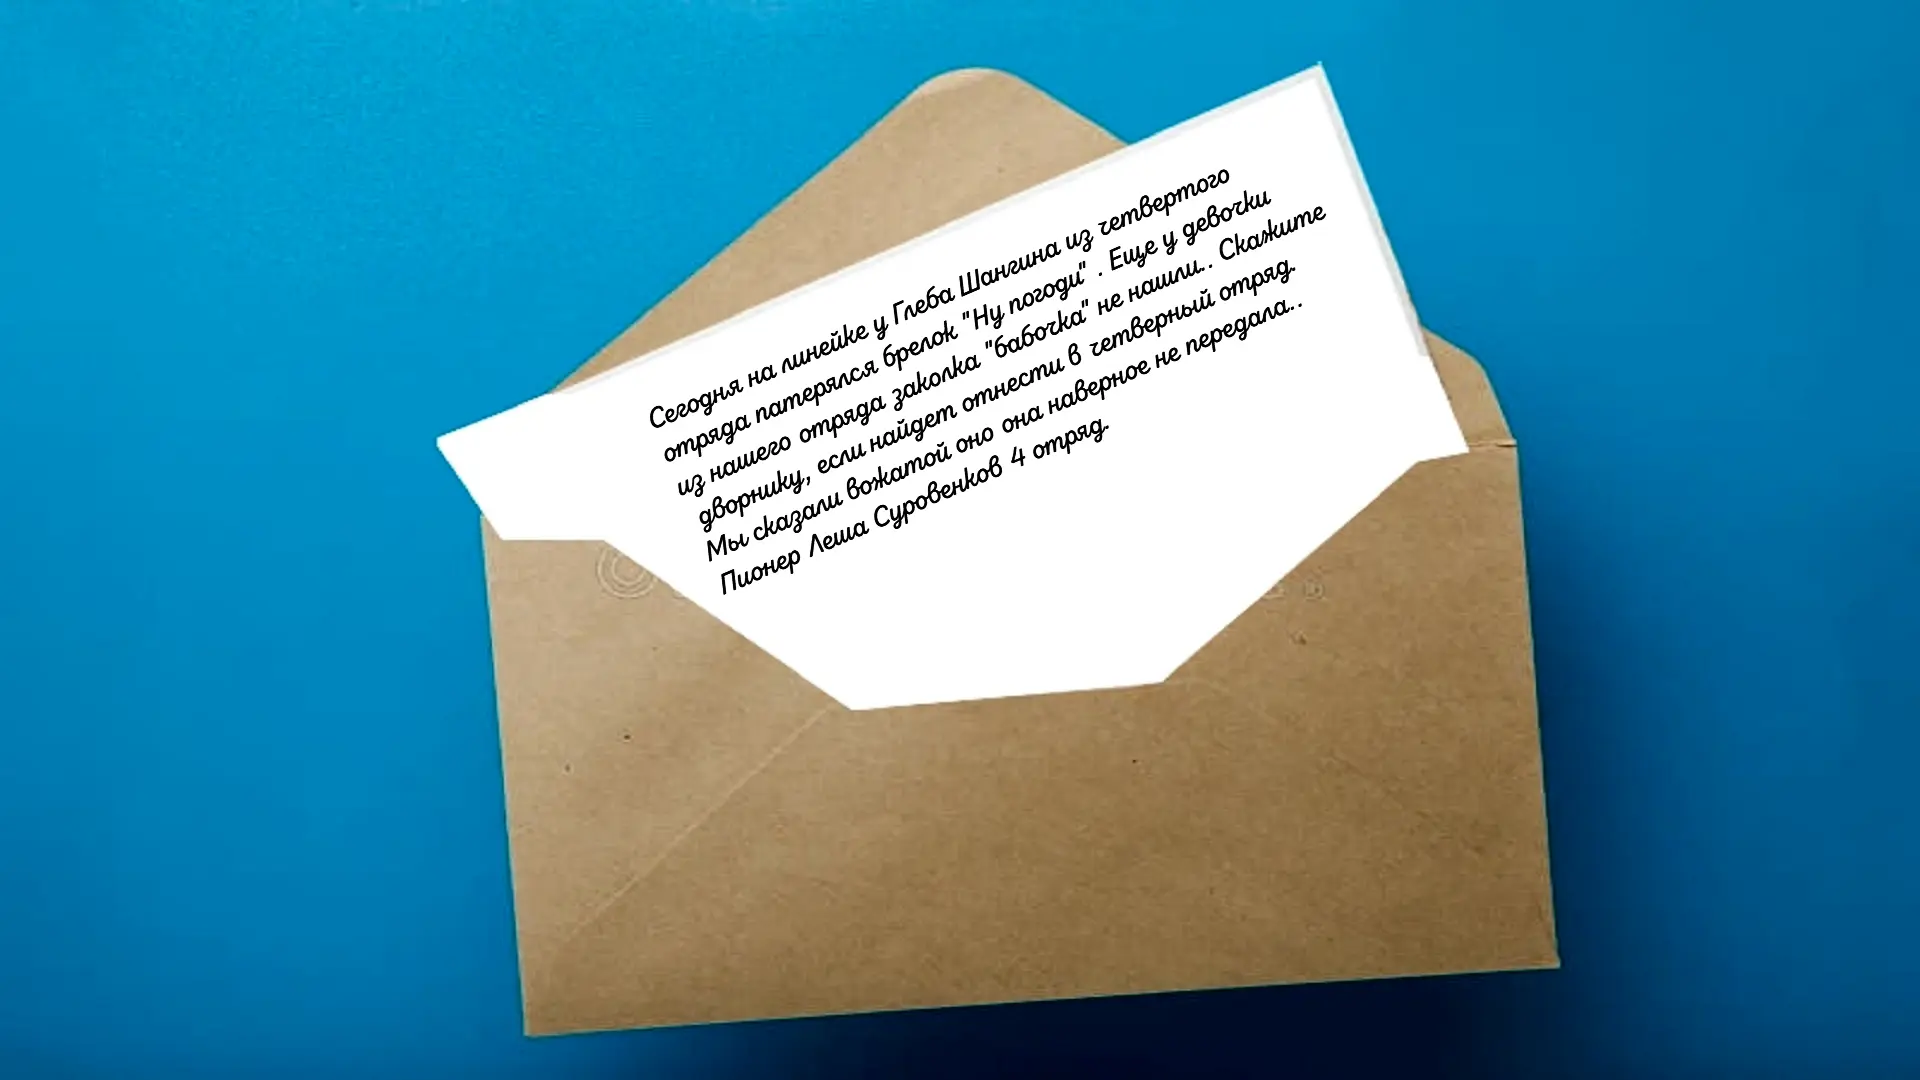 Сегодня на линейке у Глеба Шангина из четвертого
отряда патерялся брелок "Ну погоди" . Еще у девочки
из нашего отряда заколка "бабочка" не нашли.. Скажите
дворнику, если найдет отнести в четверный отряд.
Мы сказали вожатой оно она наверное не передала..
Пионер Леша Суровенков 4 отряд.